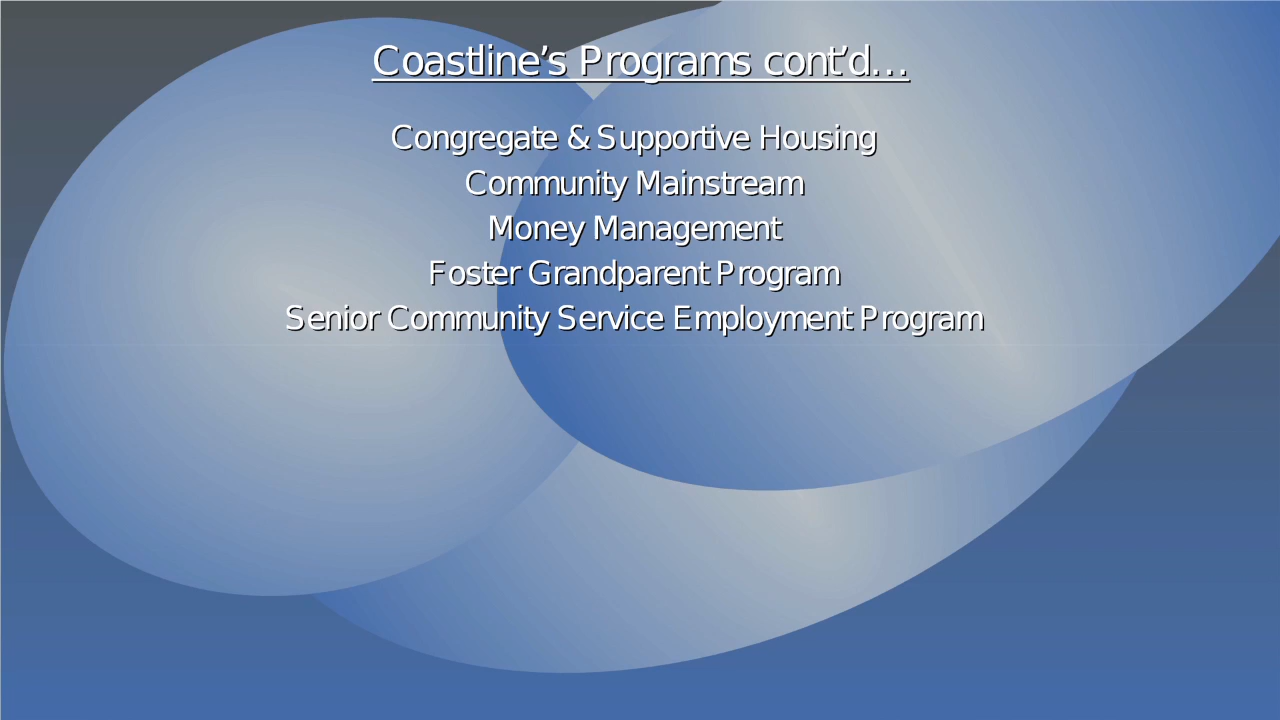 Coastline’s Programs cont’d…
Congregate & Supportive Housing
Community Mainstream
Money Management
Foster Grandparent Program
Senior Community Service Employment Program